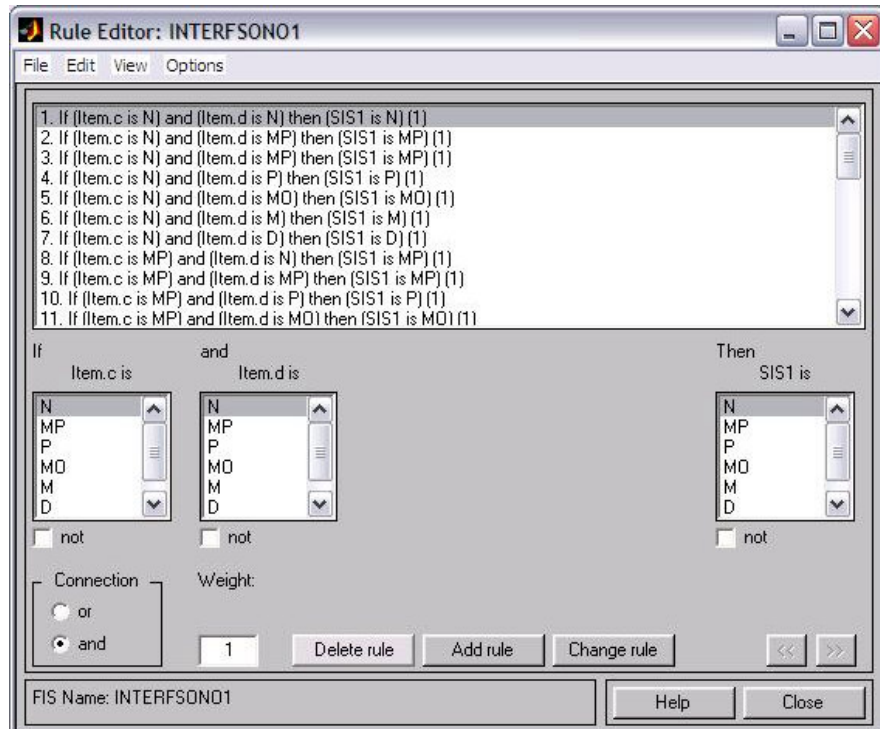 Rule Editor: INTERFSONO1
File Edit View Options
1. If (Item.c is N) and (Item.d is N) then (SIS1 is N) (1)
2. If (Item.c is N) and (Item.d is MP) then (SIS1 is MP) (1)
3. If (Item.c is N) and (Item.d is MP) then (SIS1 is MP) (1)
4. If (Item.c is N) and (Item.d is P) then (SIS1 is P) (1)
5. If (Item.c is N) and (Item.d is MO) then (SIS1 is MO) (1)
6. If (Item.c is N) and (Item.d is M) then (SIS1 is M) (1)
7. If (Item.c is N) and (Item.d is D) then (SIS1 is D) (1)
8. If (Item.c is MP) and (Item.d is N) then (SIS1 is MP) (1)
9. If (Item.c is MP) and (Item.d is MP) then (SIS1 is MP) (1)
10. If (Item.c is MP) and (Item.d is P) then (SIS1 is P) (1)
11. If (Item.c is MP) and (Item.d is MO) then (SIS1 is MO) (1)
If and Then
Item.c is Item.d is SIS1 is
N N N
MP MP MP
P P P
MO MO MO
M M M
D D D
not not not
Connection Weight:
or
and 1 Delete rule Add rule Change rule << >>
FIS Name: INTERFSONO1 Help Close